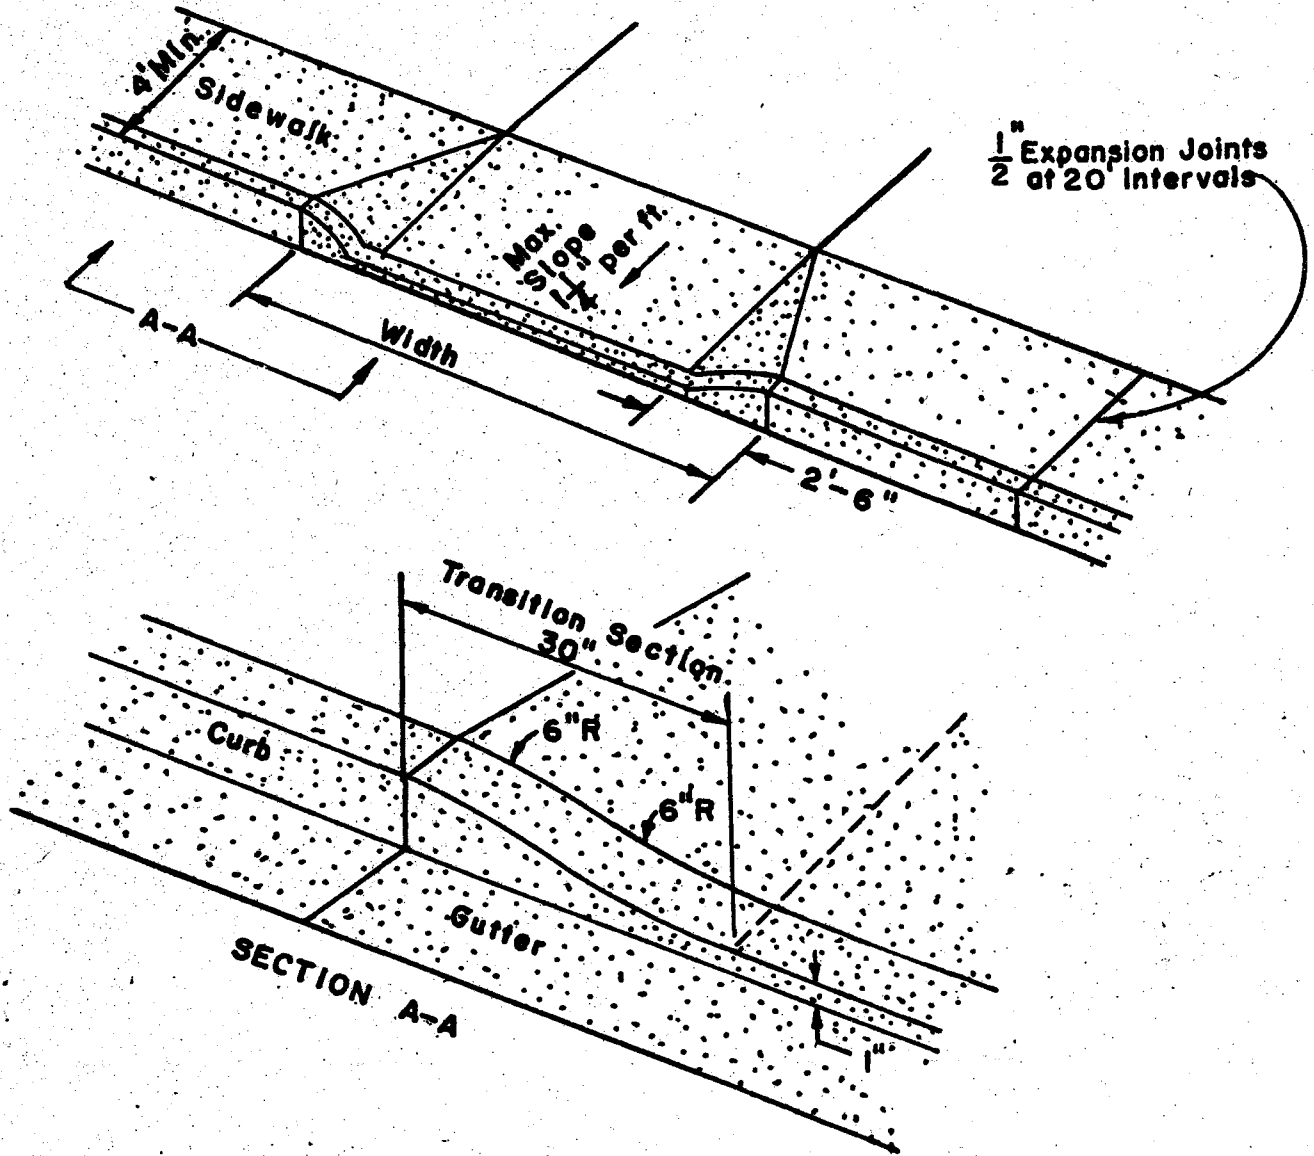 4' Min.
Sidewalk
1/2" Expansion Joints
at 20' Intervals
Max.
Slope
1 1/4" per ft.
A-A
Width
2'-6"
Transition Section
30"
6"R
6"R
Curb
Gutter
1"
SECTION A-A